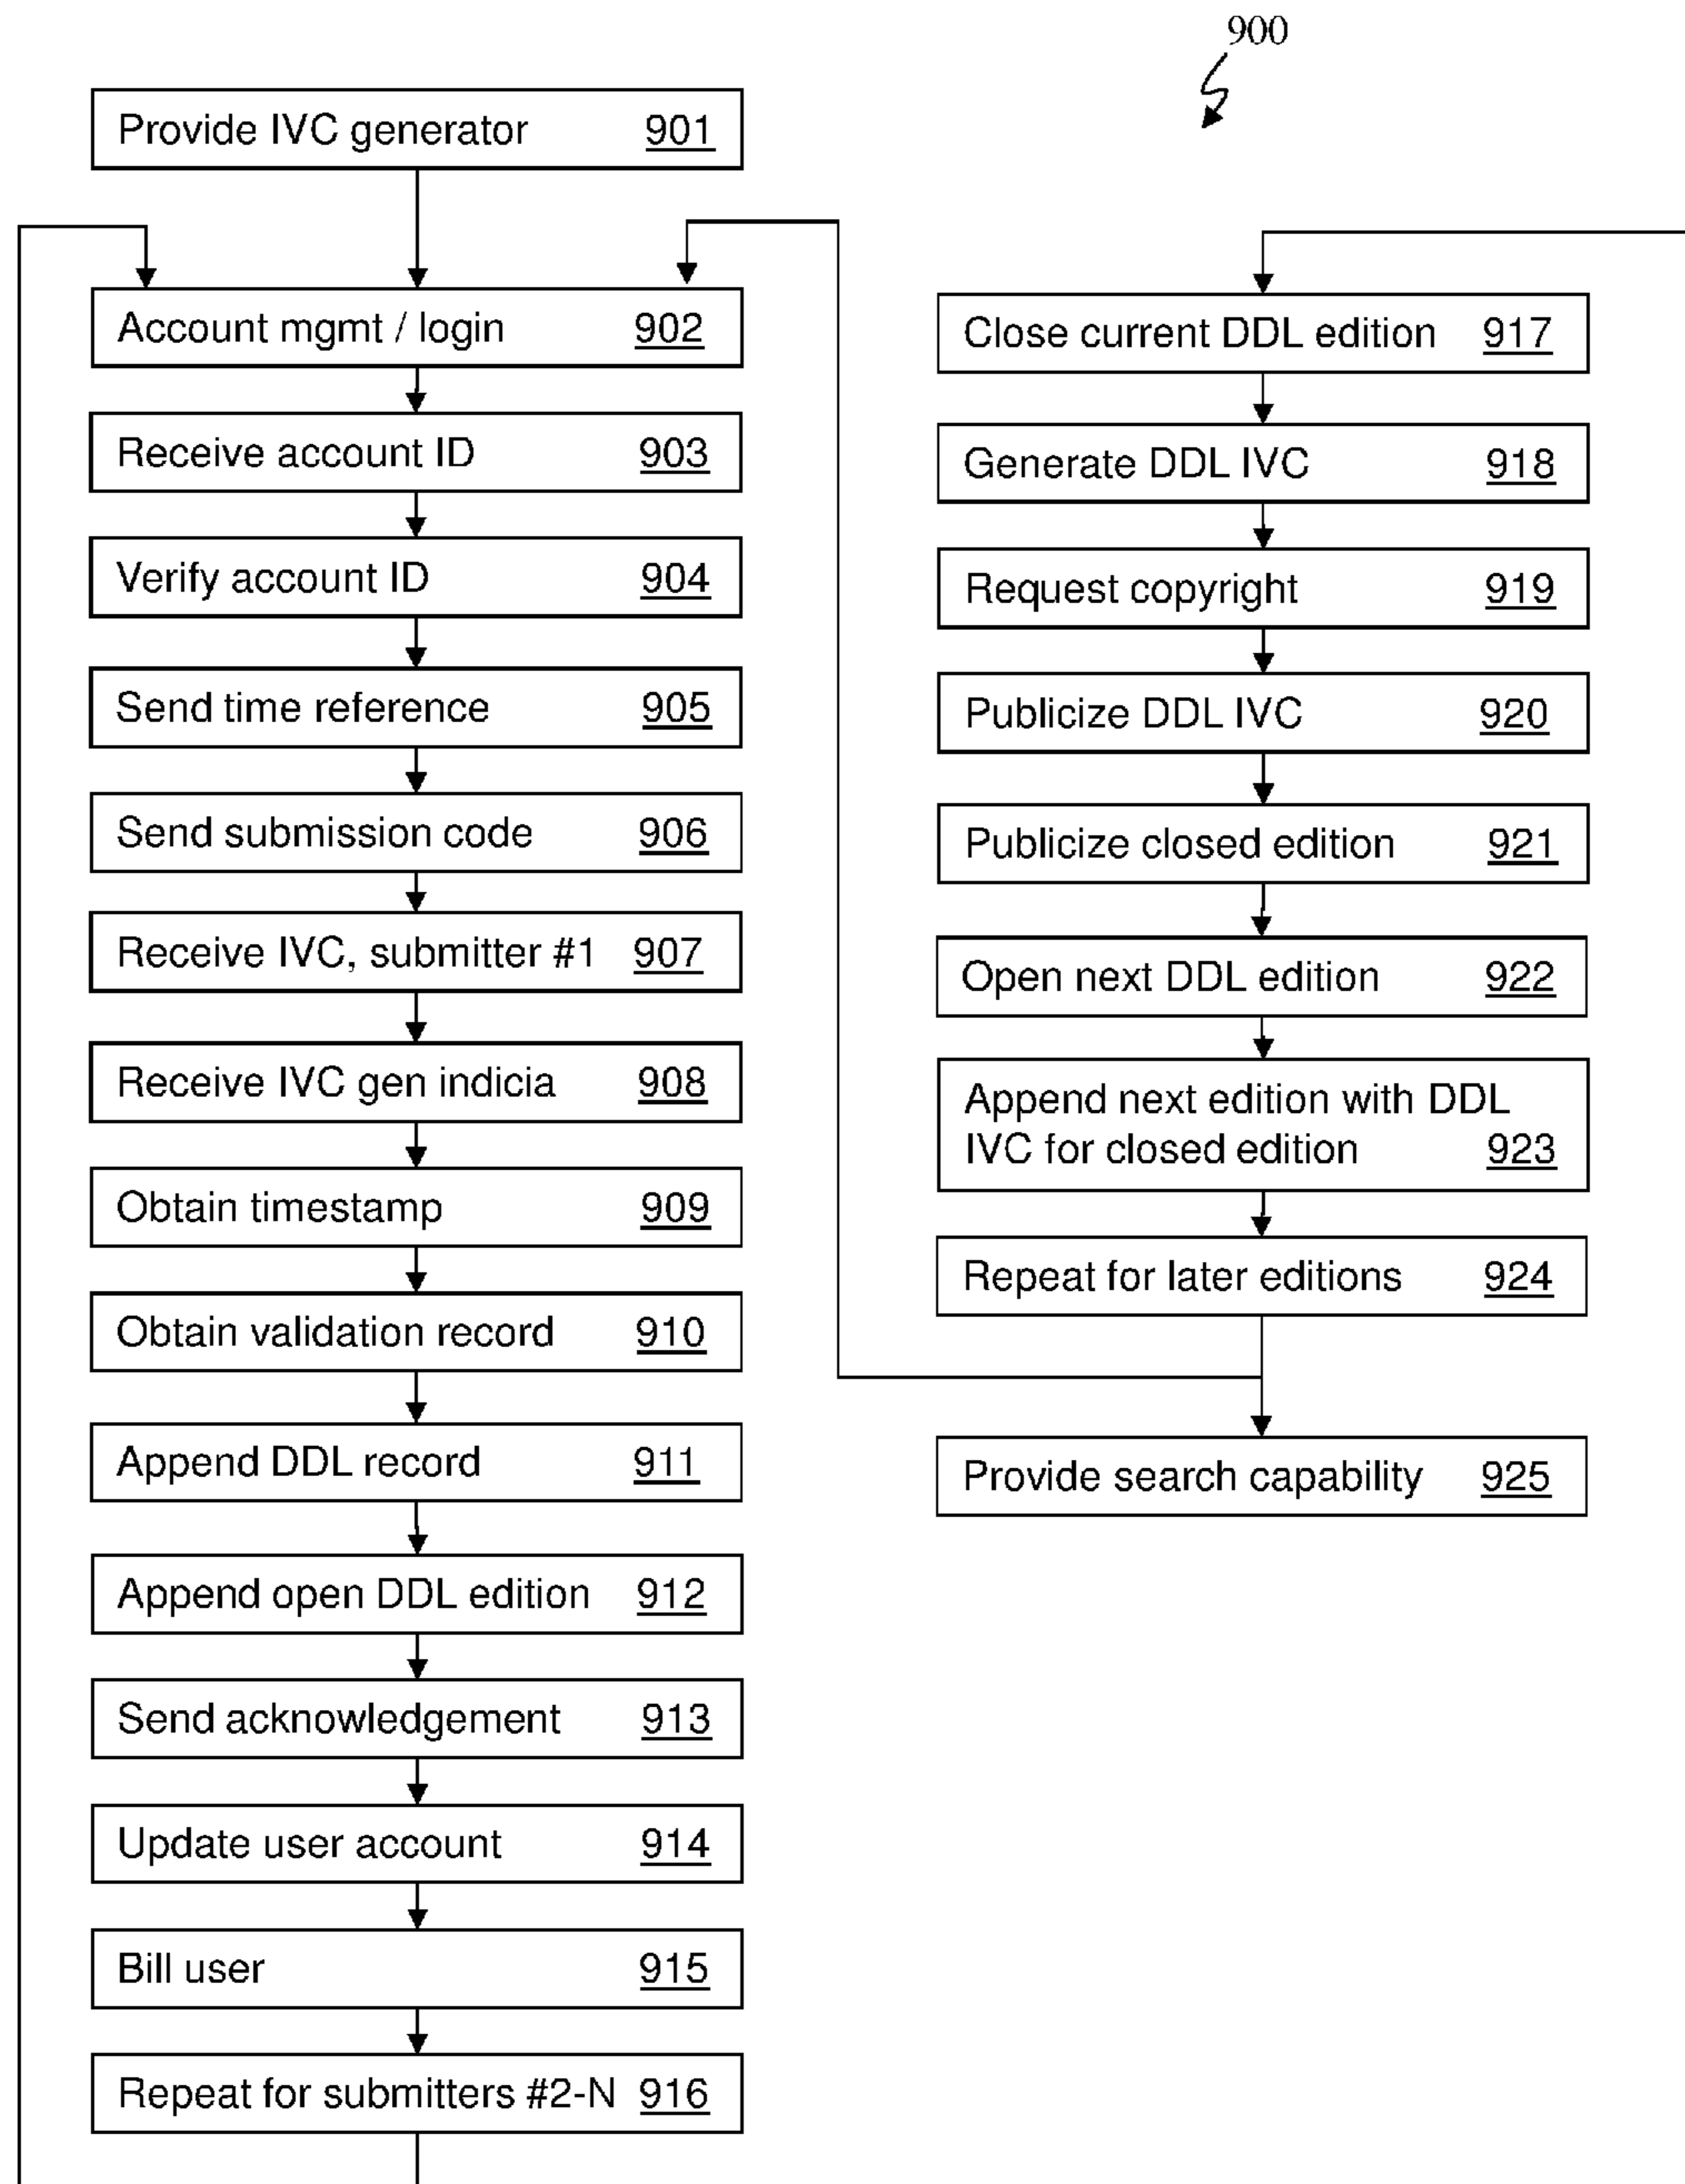 900
Provide IVC generator 901
Account mgmt / login 902
Receive account ID 903
Verify account ID 904
Send time reference 905
Send submission code 906
Receive IVC, submitter #1 907
Receive IVC gen indicia 908
Obtain timestamp 909
Obtain validation record 910
Append DDL record 911
Append open DDL edition 912
Send acknowledgement 913
Update user account 914
Bill user 915
Repeat for submitters #2-N 916
Close current DDL edition 917
Generate DDL IVC 918
Request copyright 919
Publicize DDL IVC 920
Publicize closed edition 921
Open next DDL edition 922
Append next edition with DDL
IVC for closed edition 923
Repeat for later editions 924
Provide search capability 925